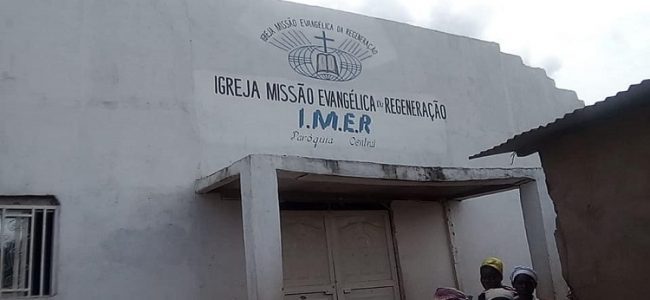 IGREJA MISSÃO EVANGÉLICA DA REGENERAÇÃO
IGREJA MISSÃO EVANGÉLICA DA REGENERAÇÃO
I.M.E.R
Paróquia Central